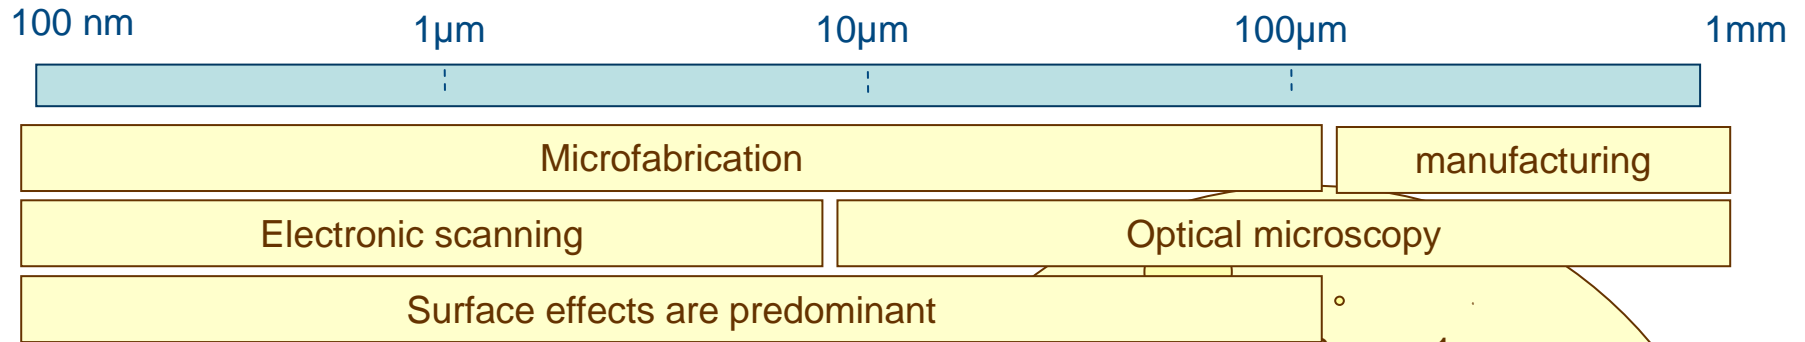 100 nm 1µm 10µm 100µm 1mm
Microfabrication manufacturing
Electronic scanning Optical microscopy
Surface effects are predominant